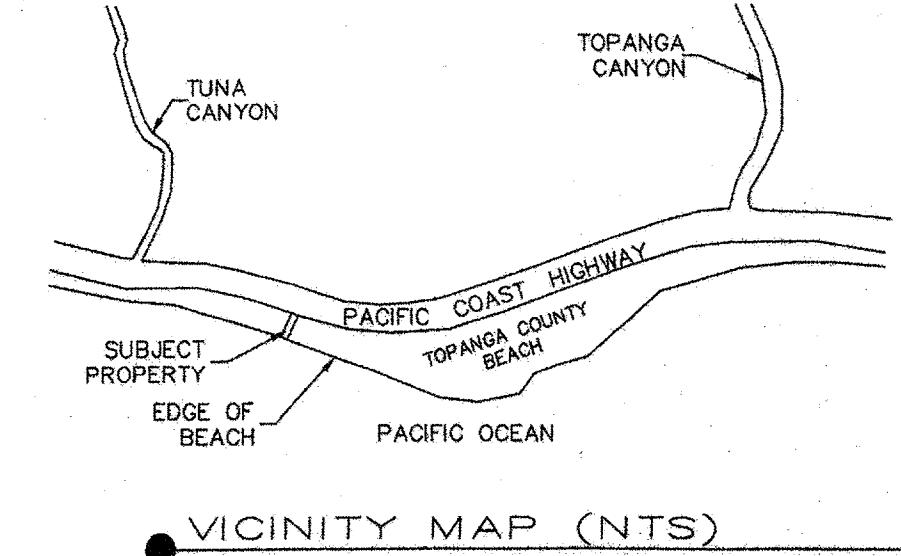 TUNA
CANYON
TOPANGA
CANYON
PACIFIC COAST HIGHWAY
TOPANGA COUNTY
BEACH
SUBJECT
PROPERTY
EDGE OF
BEACH
PACIFIC OCEAN
VICINITY MAP (NTS)